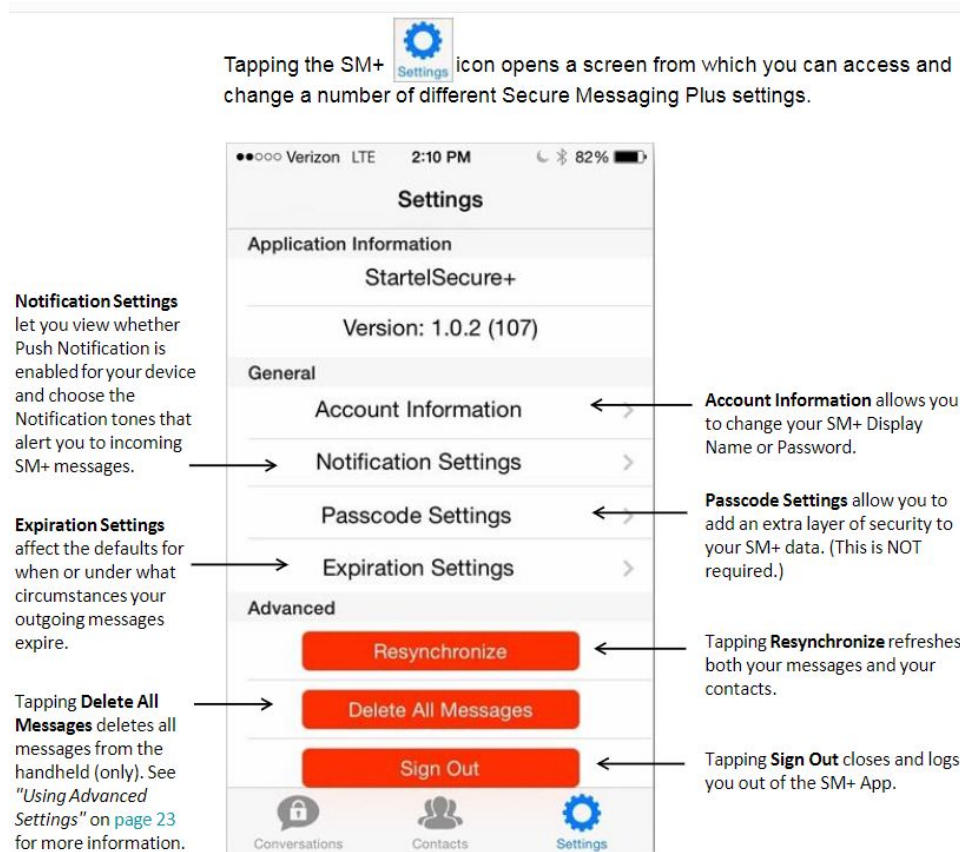 Tapping the SM+ Settings icon opens a screen from which you can access and
change a number of different Secure Messaging Plus settings.
Verizon LTE 2:10 PM 82%
Settings
Application Information
StartelSecure+
Version: 1.0.2 (107)
General
Account Information
Notification Settings
Passcode Settings
Expiration Settings
Advanced
Resynchronize
Delete All Messages
Sign Out
Conversations Contacts Settings
Notification Settings
let you view whether
Push Notification is
enabled for your device
and choose the
Notification tones that
alert you to incoming
SM+ messages.
Expiration Settings
affect the defaults for
when or under what
circumstances your
outgoing messages
expire.
Tapping Delete All
Messages deletes all
messages from the
handheld (only). See
"Using Advanced
Settings" on page 23
for more information.
Account Information allows you
to change your SM+ Display
Name or Password.
Passcode Settings allow you to
add an extra layer of security to
your SM+ data. (This is NOT
required.)
Tapping Resynchronize refreshes
both your messages and your
contacts.
Tapping Sign Out closes and logs
you out of the SM+ App.